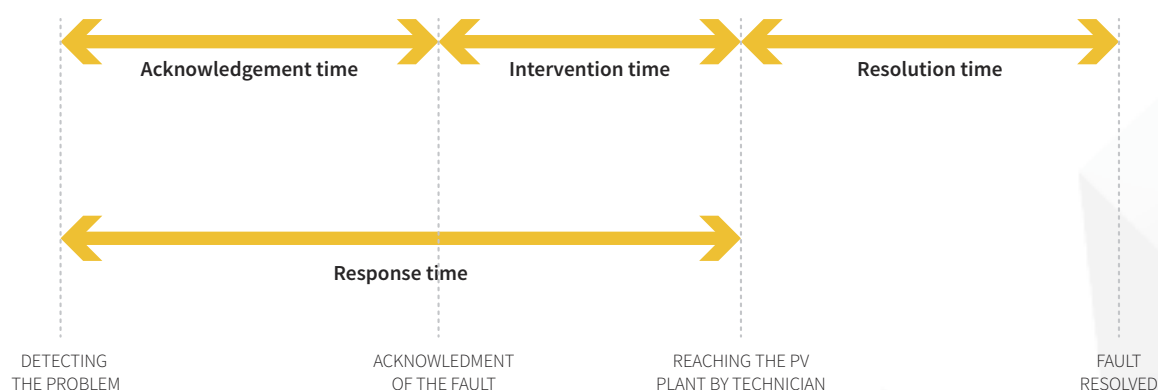 Acknowledgement time
Intervention time
Resolution time
Response time
DETECTING
THE PROBLEM
ACKNOWLEDMENT
OF THE FAULT
REACHING THE PV
PLANT BY TECHNICIAN
FAULT
RESOLVED